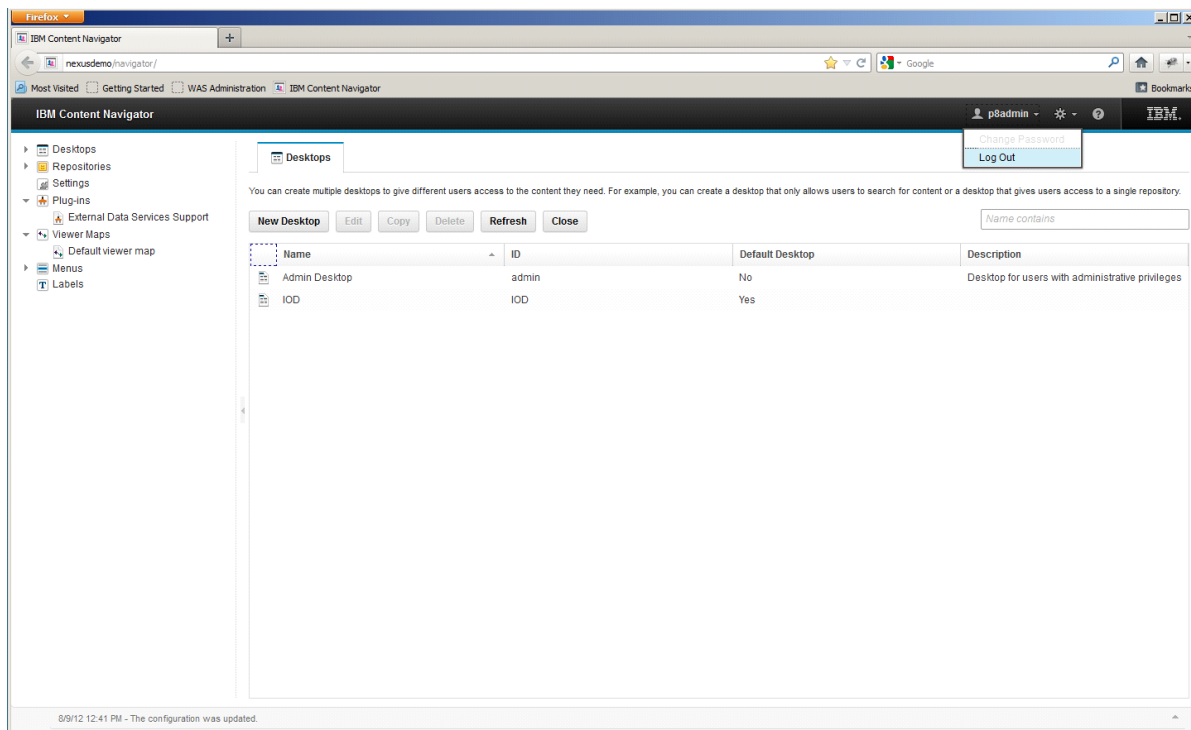 Firefox
IBM Content Navigator
+
nexusdemo/navigator/
Google
Most Visited Getting Started WAS Administration IBM Content Navigator Bookmarks
IBM Content Navigator p8admin IBM.
Change Password
Log Out
Desktops
Repositories
Settings
Plug-ins
External Data Services Support
Viewer Maps
Default viewer map
Menus
T Labels
Desktops
You can create multiple desktops to give different users access to the content they need. For example, you can create a desktop that only allows users to search for content or a desktop that gives users access to a single repository.
New Desktop Edit Copy Delete Refresh Close Name contains
Name ID Default Desktop Description
Admin Desktop admin No Desktop for users with administrative privileges
IOD IOD Yes
8/9/12 12:41 PM - The configuration was updated.